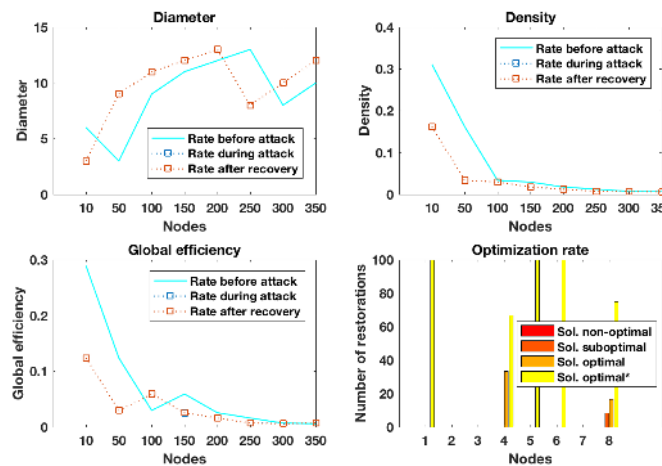 Diameter
15
10
5
0
Diameter
Rate before attack
Rate during attack
Rate after recovery
10 50 100 150 200 250 300 350
Nodes
Density
0.4
0.3
0.2
0.1
0
Density
Rate before attack
Rate during attack
Rate after recovery
10 50 100 150 200 250 300 350
Nodes
Global efficiency
0.3
0.2
0.1
0
Global efficiency
Rate before attack
Rate during attack
Rate after recovery
10 50 100 150 200 250 300 350
Nodes
Optimization rate
100
80
60
40
20
0
Number of restorations
Sol. non-optimal
Sol. suboptimal
Sol. optimal
Sol. optimal*
1 2 3 4 5 6 7 8
Nodes